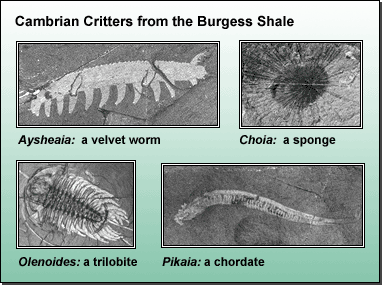 Cambrian Critters from the Burgess Shale
Aysheaia: a velvet worm
Choia: a sponge
Olenoides: a trilobite
Pikaia: a chordate